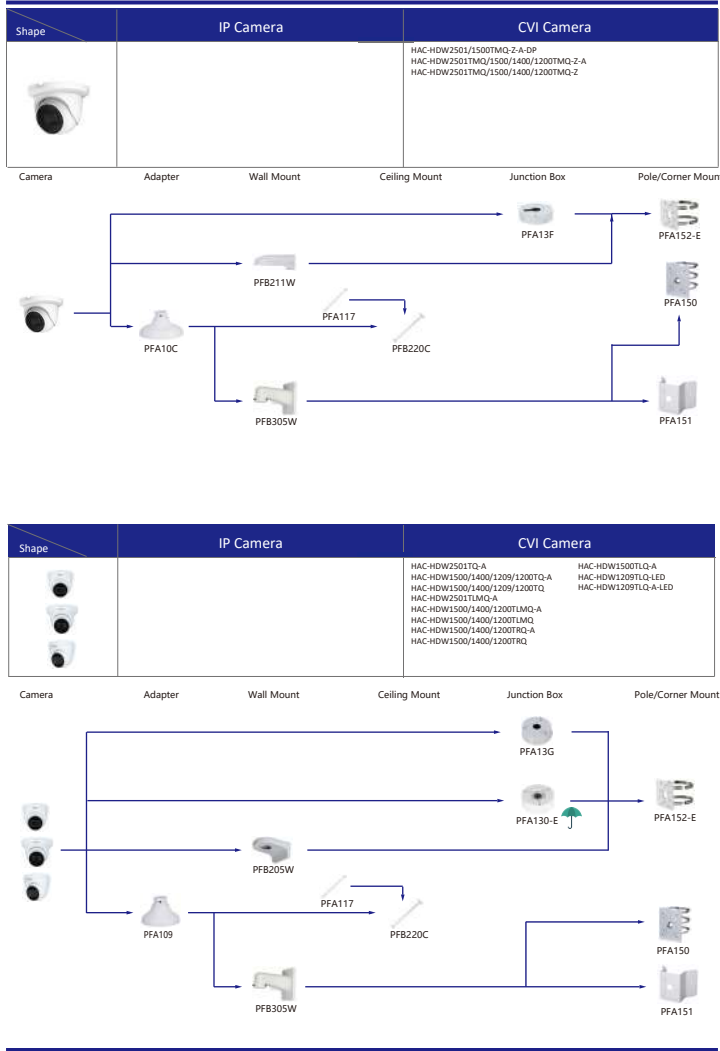 Shape IP Camera CVI Camera
HAC-HDW2501/1500TMQ-Z-A-DP
HAC-HDW2501TMQ/1500/1400/1200TMQ-Z-A
HAC-HDW2501TMQ/1500/1400/1200TMQ-Z
Camera Adapter Wall Mount Ceiling Mount Junction Box Pole/Corner Moun
PFA13F
PFA152-E
PFB211W
PFA150
PFA117
PFA10C
PFB220C
PFB305W
PFA151
Shape IP Camera CVI Camera
HAC-HDW2501TQ-A HAC-HDW1500TLQ-A
HAC-HDW1500/1400/1209/1200TQ-A HAC-HDW1209TLQ-LED
HAC-HDW1500/1400/1209/1200TQ HAC-HDW1209TLQ-A-LED
HAC-HDW2501TLMQ-A
HAC-HDW1500/1400/1200TLMQ-A
HAC-HDW1500/1400/1200TLMQ
HAC-HDW1500/1400/1200TRQ-A
HAC-HDW1500/1400/1200TRQ
Camera Adapter Wall Mount Ceiling Mount Junction Box Pole/Corner Mount
PFA13G
PFA130-E
PFA152-E
PFB205W
PFA117
PFA109
PFB220C
PFA150
PFB305W
PFA151